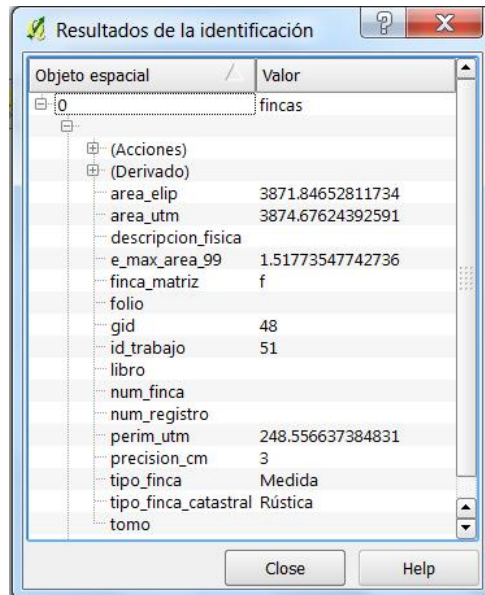 Resultados de la identificación
Objeto espacial Valor
0 fincas
(Acciones)
(Derivado)
area_elip 3871.84652811734
area_utm 3874.67624392591
descripcion_fisica
e_max_area_99 1.51773547742736
finca_matriz f
folio
gid 48
id_trabajo 51
libro
num_finca
num_registro
perim_utm 248.556637384831
precision_cm 3
tipo_finca Medida
tipo_finca_catastral Rústica
tomo
Close Help